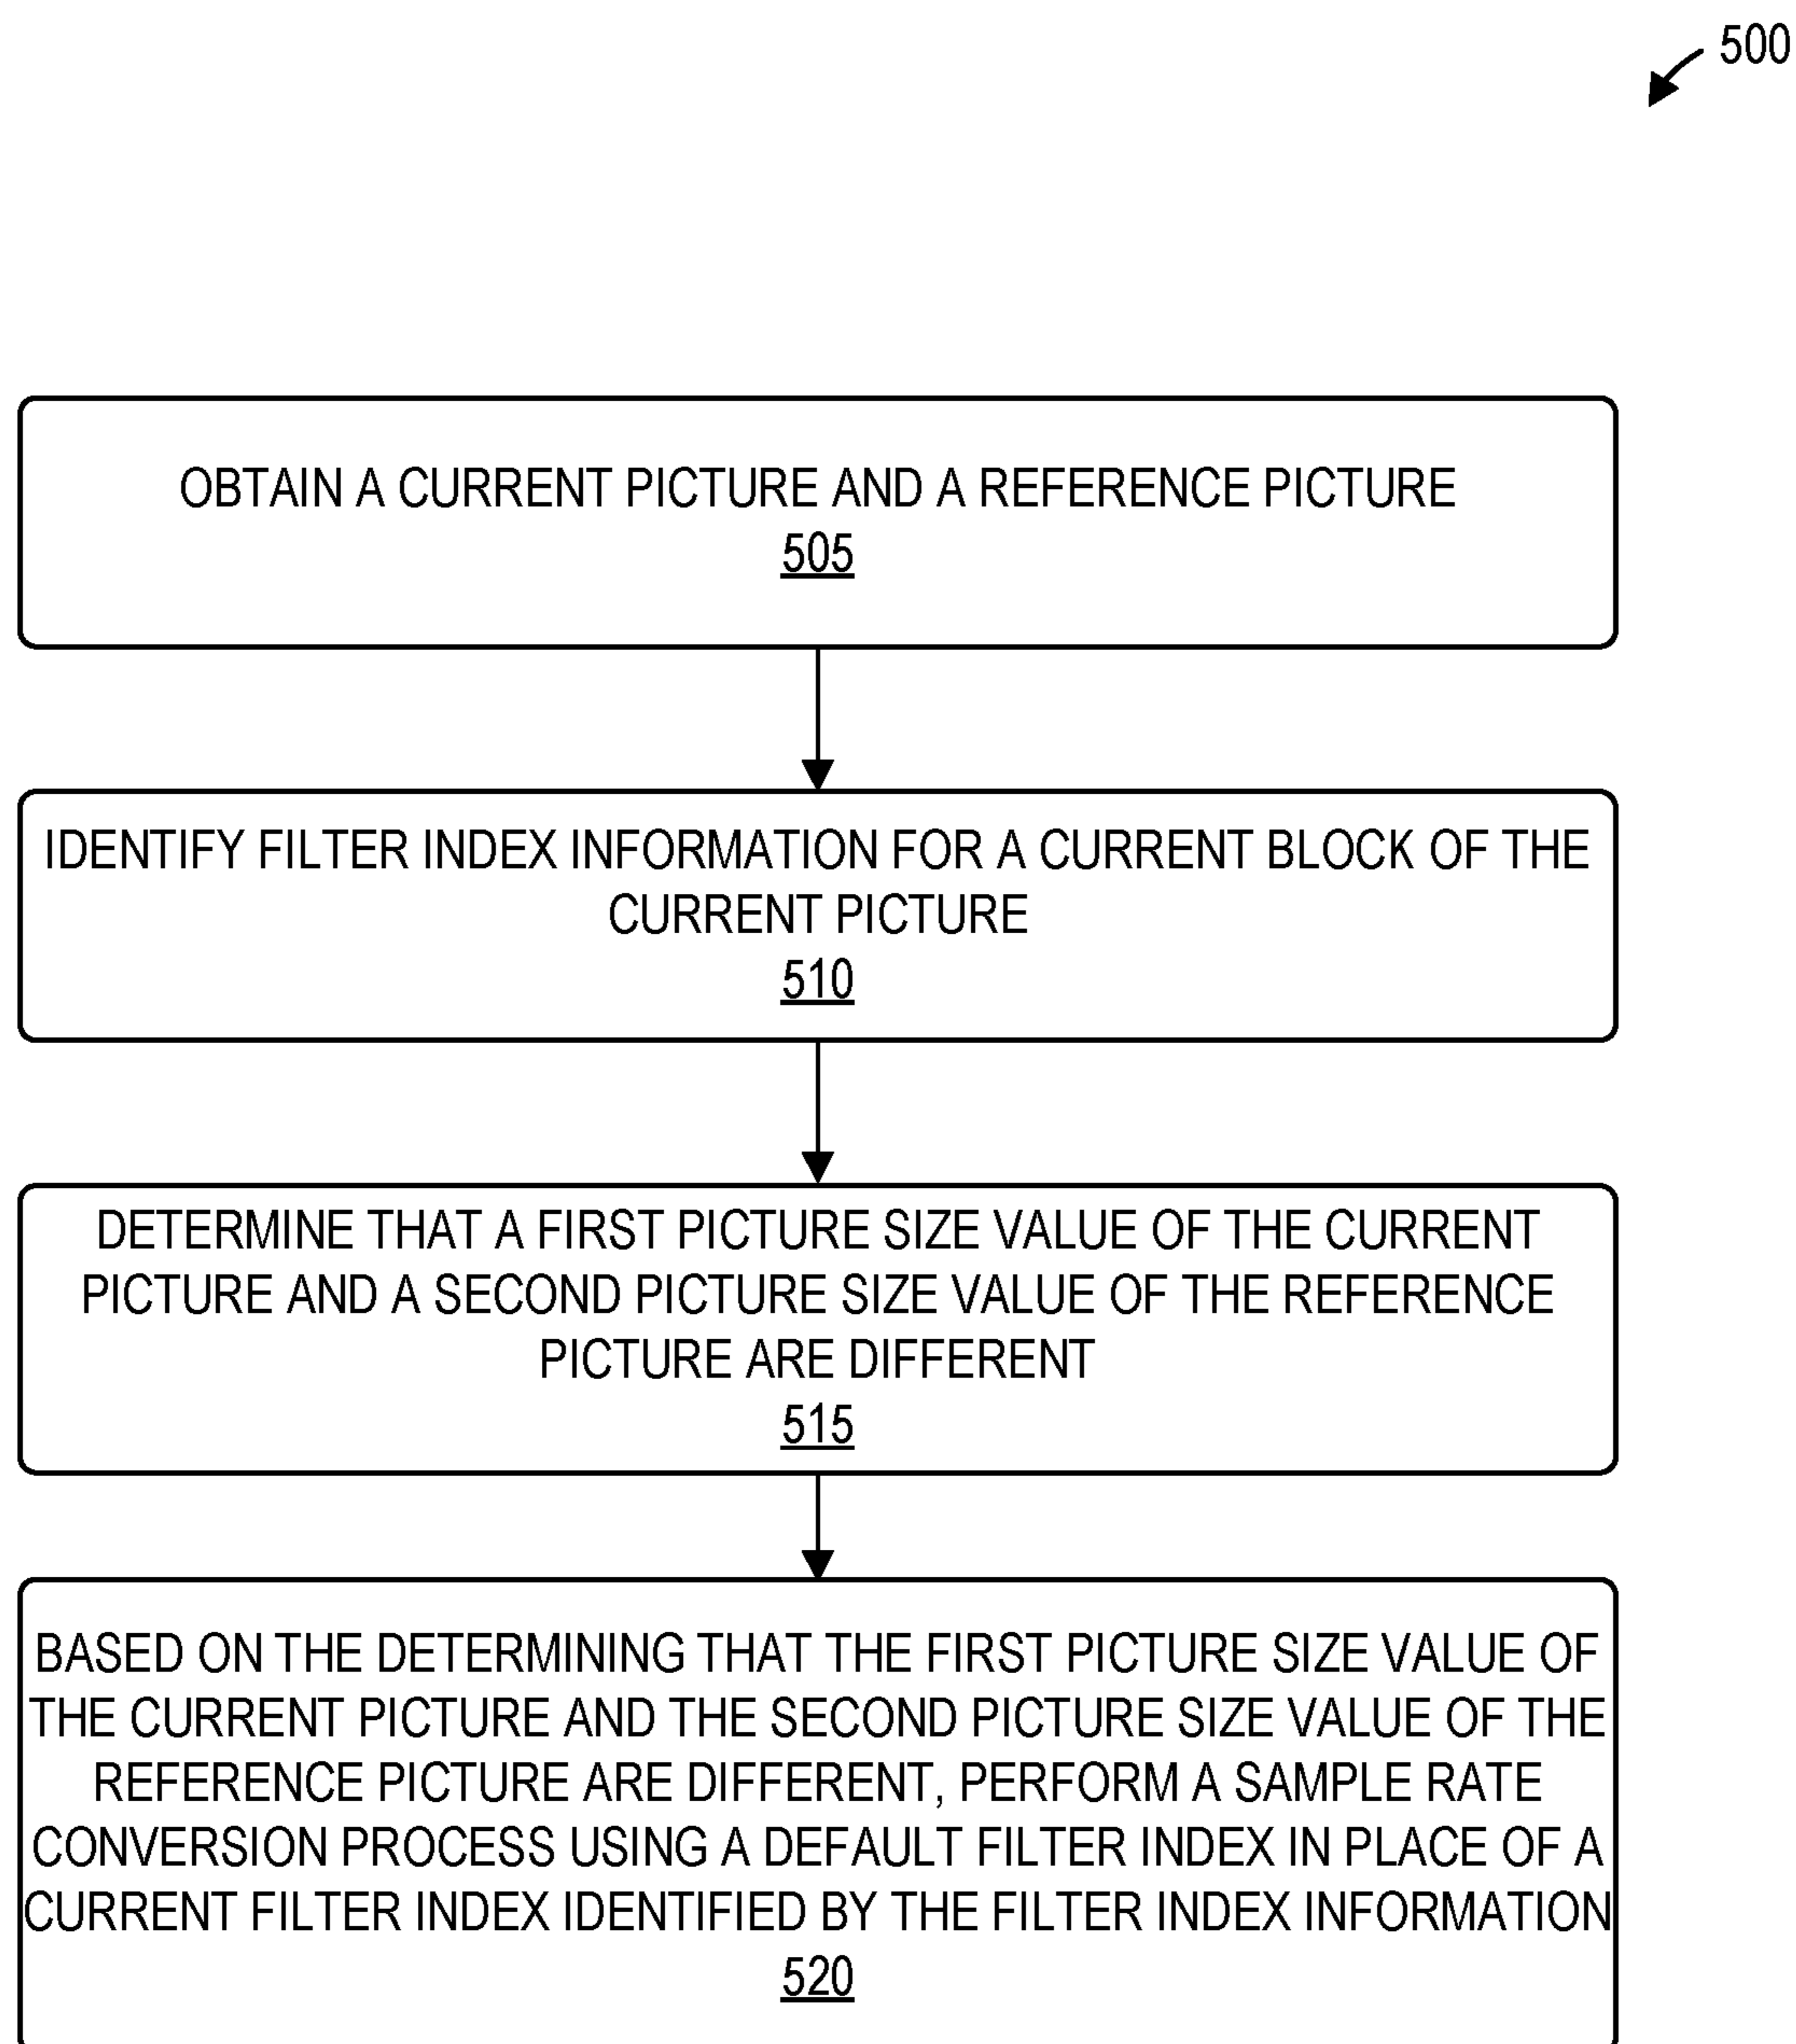 500
OBTAIN A CURRENT PICTURE AND A REFERENCE PICTURE
505
IDENTIFY FILTER INDEX INFORMATION FOR A CURRENT BLOCK OF THE
CURRENT PICTURE
510
DETERMINE THAT A FIRST PICTURE SIZE VALUE OF THE CURRENT
PICTURE AND A SECOND PICTURE SIZE VALUE OF THE REFERENCE
PICTURE ARE DIFFERENT
515
BASED ON THE DETERMINING THAT THE FIRST PICTURE SIZE VALUE OF
THE CURRENT PICTURE AND THE SECOND PICTURE SIZE VALUE OF THE
REFERENCE PICTURE ARE DIFFERENT, PERFORM A SAMPLE RATE
CONVERSION PROCESS USING A DEFAULT FILTER INDEX IN PLACE OF A
CURRENT FILTER INDEX IDENTIFIED BY THE FILTER INDEX INFORMATION
520